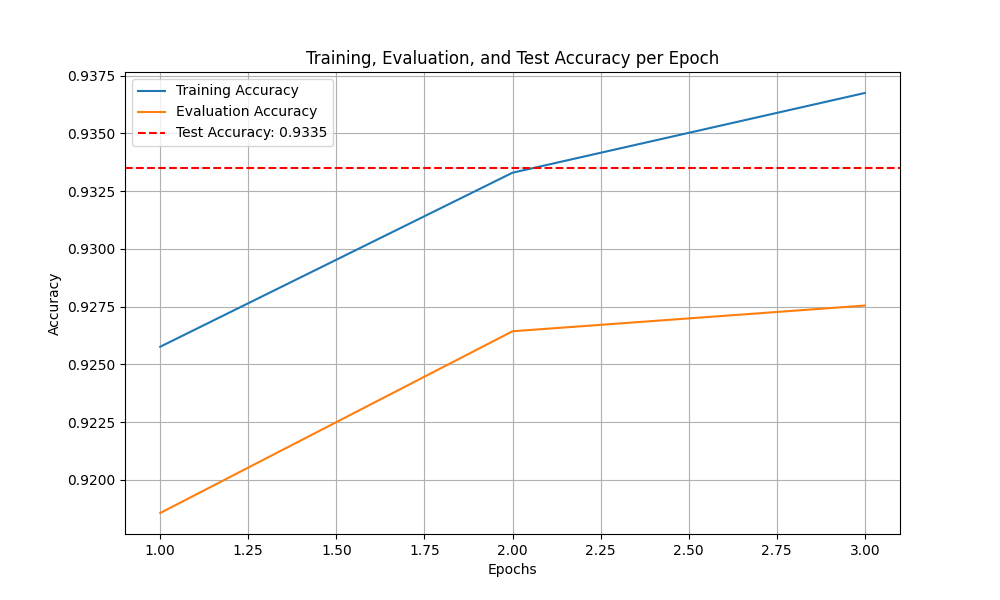 Training, Evaluation, and Test Accuracy per Epoch
Training Accuracy
Evaluation Accuracy
Test Accuracy: 0.9335
0.9375
0.9350
0.9325
0.9300
0.9275
0.9250
0.9225
0.9200
Accuracy
1.00 1.25 1.50 1.75 2.00 2.25 2.50 2.75 3.00
Epochs